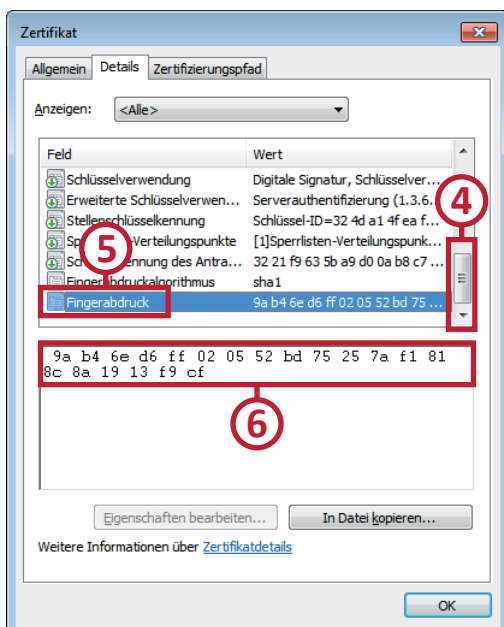 Zertifikat
Allgemein Details Zertifizierungspfad
Anzeigen: <Alle>
Feld Wert
Schlüsselverwendung Digitale Signatur, Schlüsselver...
Erweiterte Schlüsselverwen... Serverauthentifizierung (1.3.6.
4
Stellenschlüsselkennung Schlüssel-ID=32 4d a1 4f ea f...
5
-Verteilungspunkte [1]Sperrlisten-Verteilungspunk...
des Antra... 32 21 f9 63 5b a9 d0 0a b8 c7 ...
Fingerabdruckalgorithmus sha1
Fingerabdruck 9a b4 6e d6 ff 02 05 52 bd 75 ...
9a b4 6e d6 ff 02 05 52 bd 75 25 7a f1 81
8c 8a 19 13 f9 cf
6
Eigenschaften bearbeiten... In Datei kopieren...
Weitere Informationen über Zertifikatdetails
OK